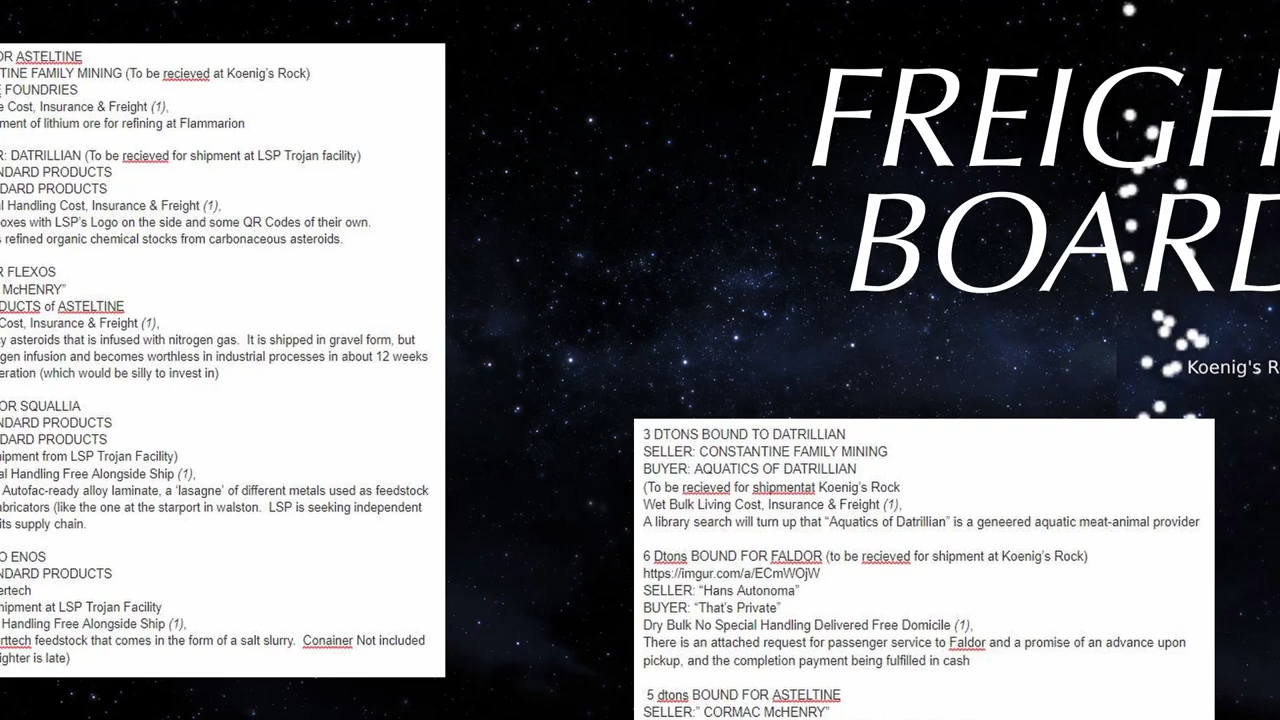 OR ASTELTINE
TINE FAMILY MINING (To be recieved at Koenig's Rock)
FOUNDRIES
e Cost, Insurance & Freight (1),
ment of lithium ore for refining at Flammarion
R: DATRILLIAN (To be recieved for shipment at LSP Trojan facility)
NDARD PRODUCTS
DARD PRODUCTS
l Handling Cost, Insurance & Freight (1),
oxes with LSP's Logo on the side and some QR Codes of their own.
s refined organic chemical stocks from carbonaceous asteroids.
R FLEXOS
McHENRY"
DUCTS of ASTELTINE
Cost, Insurance & Freight (1),
y asteroids that is infused with nitrogen gas. It is shipped in gravel form, but
gen infusion and becomes worthless in industrial processes in about 12 weeks
eration (which would be silly to invest in)
OR SQUALLIA
NDARD PRODUCTS
DARD PRODUCTS
hipment from LSP Trojan Facility)
al Handling Free Alongside Ship (1),
Autofac-ready alloy laminate, a 'lasagne' of different metals used as feedstock
abricators (like the one at the starport in walston. LSP is seeking independent
its supply chain.
O ENOS
NDARD PRODUCTS
ertech
hipment at LSP Trojan Facility
Handling Free Alongside Ship (1),
erttech feedstock that comes in the form of a salt slurry. Conainer Not included
ighter is late)
FREIGH
BOARD
Koenig's R
3 DTONS BOUND TO DATRILLIAN
SELLER: CONSTANTINE FAMILY MINING
BUYER: AQUATICS OF DATRILLIAN
(To be recieved for shipmentat Koenig's Rock
Wet Bulk Living Cost, Insurance & Freight (1),
A library search will turn up that "Aquatics of Datrillian" is a geneered aquatic meat-animal provider
6 Dtons BOUND FOR FALDOR (to be recieved for shipment at Koenig's Rock)
https://imgur.com/a/ECmWOjW
SELLER: "Hans Autonoma"
BUYER: "That's Private"
Dry Bulk No Special Handling Delivered Free Domicile (1),
There is an attached request for passenger service to Faldor and a promise of an advance upon
pickup, and the completion payment being fulfilled in cash
5 dtons BOUND FOR ASTELTINE
SELLER:" CORMAC McHENRY"